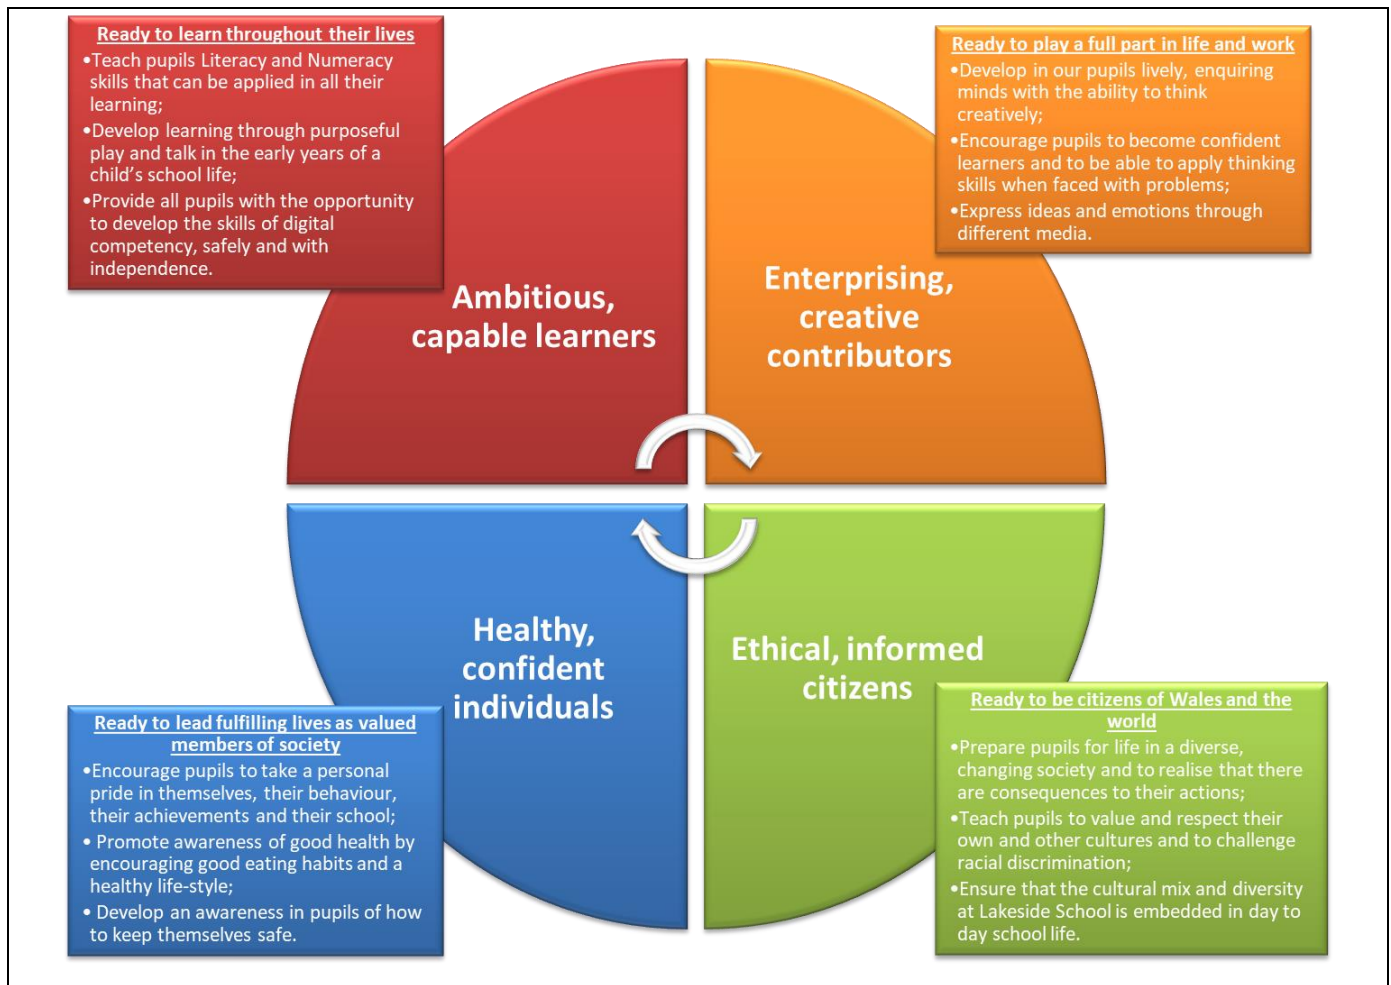 Ready to learn throughout their lives
•Teach pupils Literacy and Numeracy
skills that can be applied in all their
learning;
•Develop learning through purposeful
play and talk in the early years of a
child's school life;
•Provide all pupils with the opportunity
to develop the skills of digital
competency, safely and with
independence.
Ambitious,
capable learners
Ready to play a full part in life and work
•Develop in our pupils lively, enquiring
minds with the ability to think
creatively;
•Encourage pupils to become confident
learners and to be able to apply thinking
skills when faced with problems;
•Express ideas and emotions through
different media.
Enterprising,
creative
contributors
Healthy,
confident
individuals
Ready to lead fulfilling lives as valued
members of society
•Encourage pupils to take a personal
pride in themselves, their behaviour,
their achievements and their school;
• Promote awareness of good health by
encouraging good eating habits and a
healthy life-style;
• Develop an awareness in pupils of how
to keep themselves safe.
Ethical, informed
citizens
Ready to be citizens of Wales and the
world
•Prepare pupils for life in a diverse,
changing society and to realise that there
are consequences to their actions;
•Teach pupils to value and respect their
own and other cultures and to challenge
racial discrimination;
•Ensure that the cultural mix and diversity
at Lakeside School is embedded in day to
day school life.